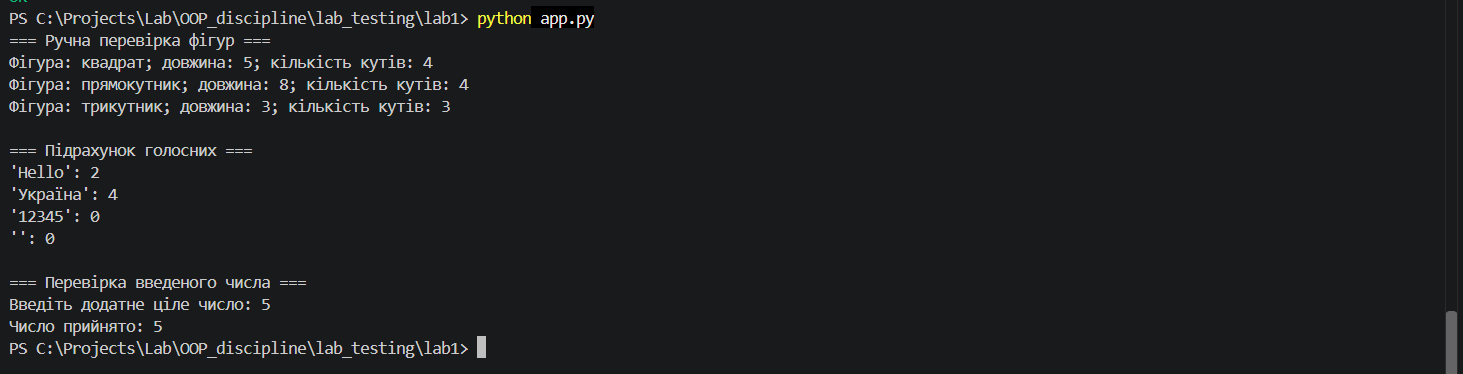 PS C:\Projects\Lab\OOP_discipline\lab_testing\lab1> python app.py
=== Ручна перевірка фігур ===
Фігура: квадрат; довжина: 5; кількість кутів: 4
Фігура: прямокутник; довжина: 8; кількість кутів: 4
Фігура: трикутник; довжина: 3; кількість кутів: 3
=== Підрахунок голосних ===
'Hello': 2
'Україна': 4
'12345': 0
'': 0
=== Перевірка введеного числа ===
Введіть додатне ціле число: 5
Число прийнято: 5
PS C:\Projects\Lab\OOP_discipline\lab_testing\lab1>